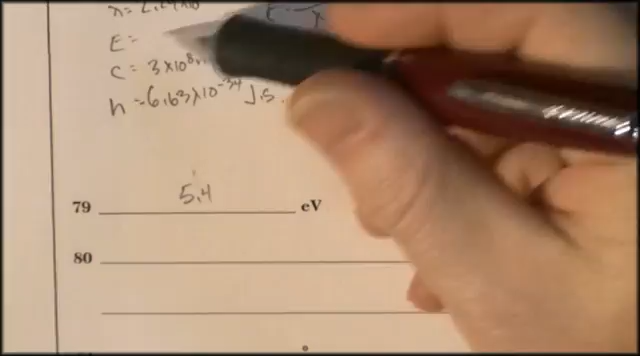 E=
c = 3×10⁸
h = 6.63×10⁻³⁴ J.s.
79 5.4 eV
80